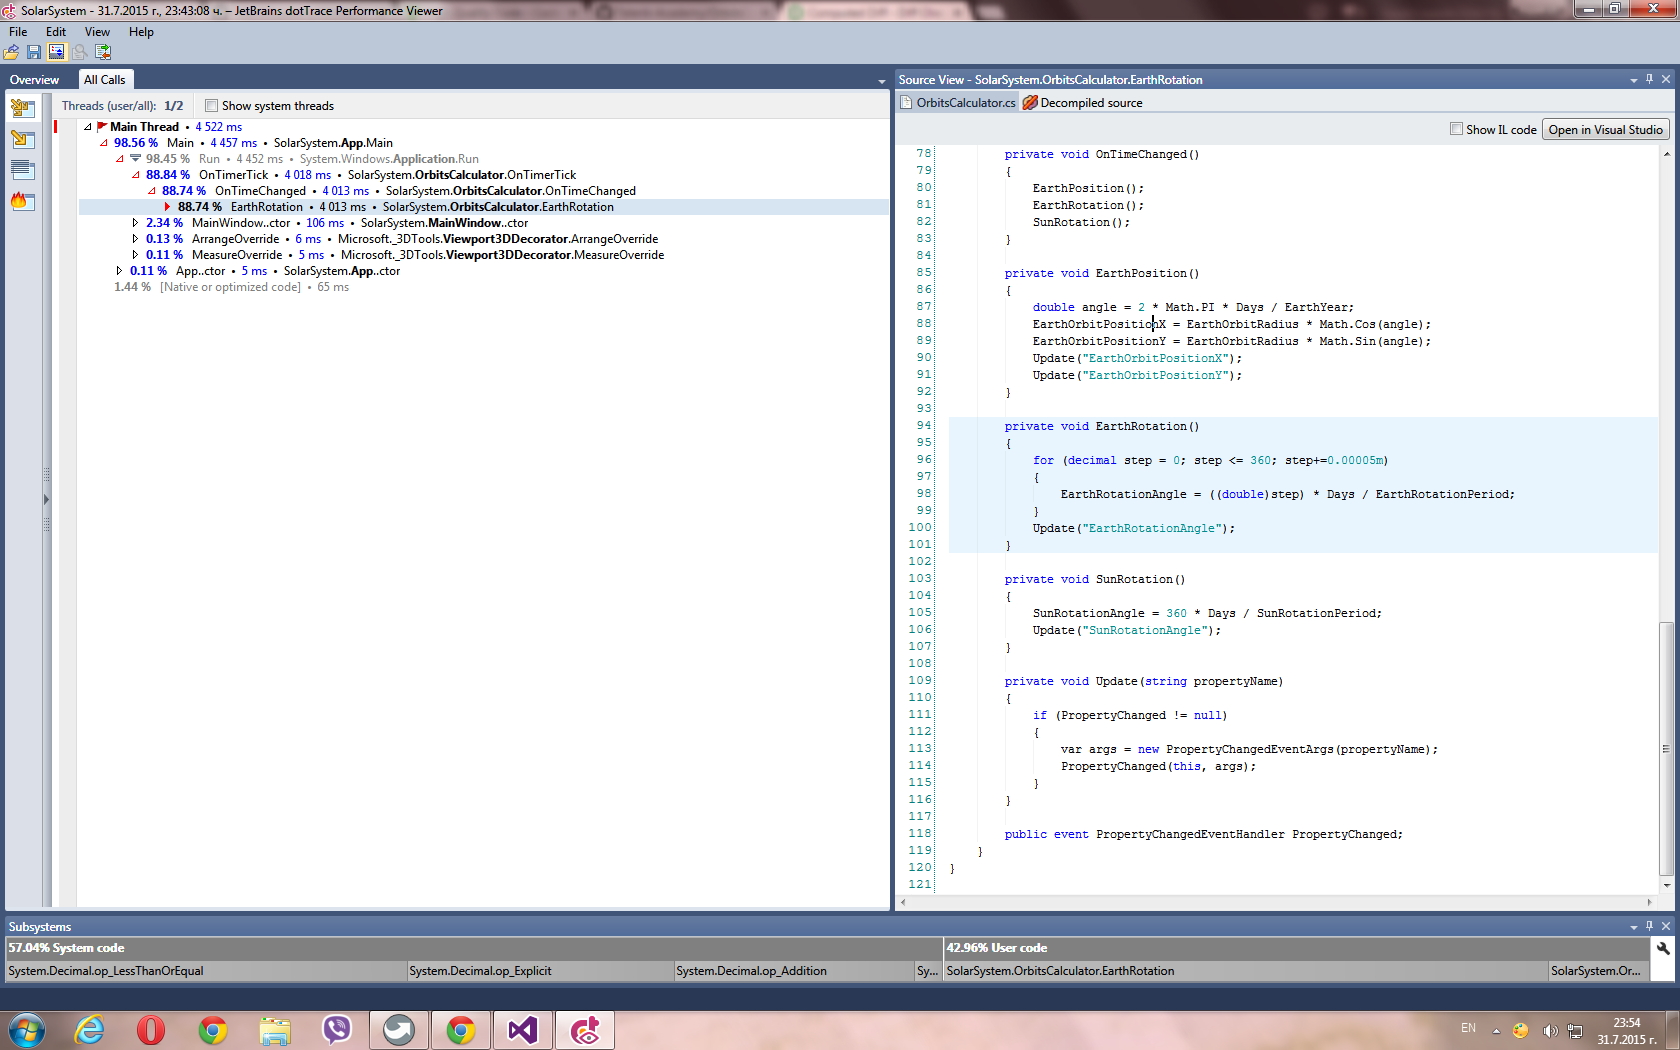 SolarSystem - 31.7.2015 г., 23:43:08 ч. – JetBrains dotTrace Performance Viewer
File Edit View Help
Overview All Calls
Threads (user/all): 1/2 Show system threads
Main Thread • 4 522 ms
98.56 % Main • 4 457 ms • SolarSystem.App.Main
98.45 % Run • 4 452 ms • System.Windows.Application.Run
88.84 % OnTimerTick • 4 018 ms • SolarSystem.OrbitsCalculator.OnTimerTick
88.74 % OnTimeChanged • 4 013 ms • SolarSystem.OrbitsCalculator.OnTimeChanged
88.74 % EarthRotation • 4 013 ms • SolarSystem.OrbitsCalculator.EarthRotation
2.34 % MainWindow..ctor • 106 ms • SolarSystem.MainWindow..ctor
0.13 % ArrangeOverride • 6 ms • Microsoft._3DTools.Viewport3DDecorator.ArrangeOverride
0.11 % MeasureOverride • 5 ms • Microsoft._3DTools.Viewport3DDecorator.MeasureOverride
0.11 % App..ctor • 5 ms • SolarSystem.App..ctor
1.44 % [Native or optimized code] • 65 ms
Source View - SolarSystem.OrbitsCalculator.EarthRotation
OrbitsCalculator.cs Decompiled source
Show IL code Open in Visual Studio
78 private void OnTimeChanged()
79 {
80 EarthPosition();
81 EarthRotation();
82 SunRotation();
83 }
84
85 private void EarthPosition()
86 {
87 double angle = 2 * Math.PI * Days / EarthYear;
88 EarthOrbitPositionX = EarthOrbitRadius * Math.Cos(angle);
89 EarthOrbitPositionY = EarthOrbitRadius * Math.Sin(angle);
90 Update("EarthOrbitPositionX");
91 Update("EarthOrbitPositionY");
92 }
93
94 private void EarthRotation()
95 {
96 for (decimal step = 0; step <= 360; step+=0.00005m)
97 {
98 EarthRotationAngle = ((double)step) * Days / EarthRotationPeriod;
99 }
100 Update("EarthRotationAngle");
101 }
102
103 private void SunRotation()
104 {
105 SunRotationAngle = 360 * Days / SunRotationPeriod;
106 Update("SunRotationAngle");
107 }
108
109 private void Update(string propertyName)
110 {
111 if (PropertyChanged != null)
112 {
113 var args = new PropertyChangedEventArgs(propertyName);
114 PropertyChanged(this, args);
115 }
116 }
117
118 public event PropertyChangedEventHandler PropertyChanged;
119 }
120 }
121
Subsystems
57.04% System code 42.96% User code
System.Decimal.op_LessThanOrEqual System.Decimal.op_Explicit System.Decimal.op_Addition Sy... SolarSystem.OrbitsCalculator.EarthRotation SolarSystem.Or...
EN
23:54
31.7.2015 г.